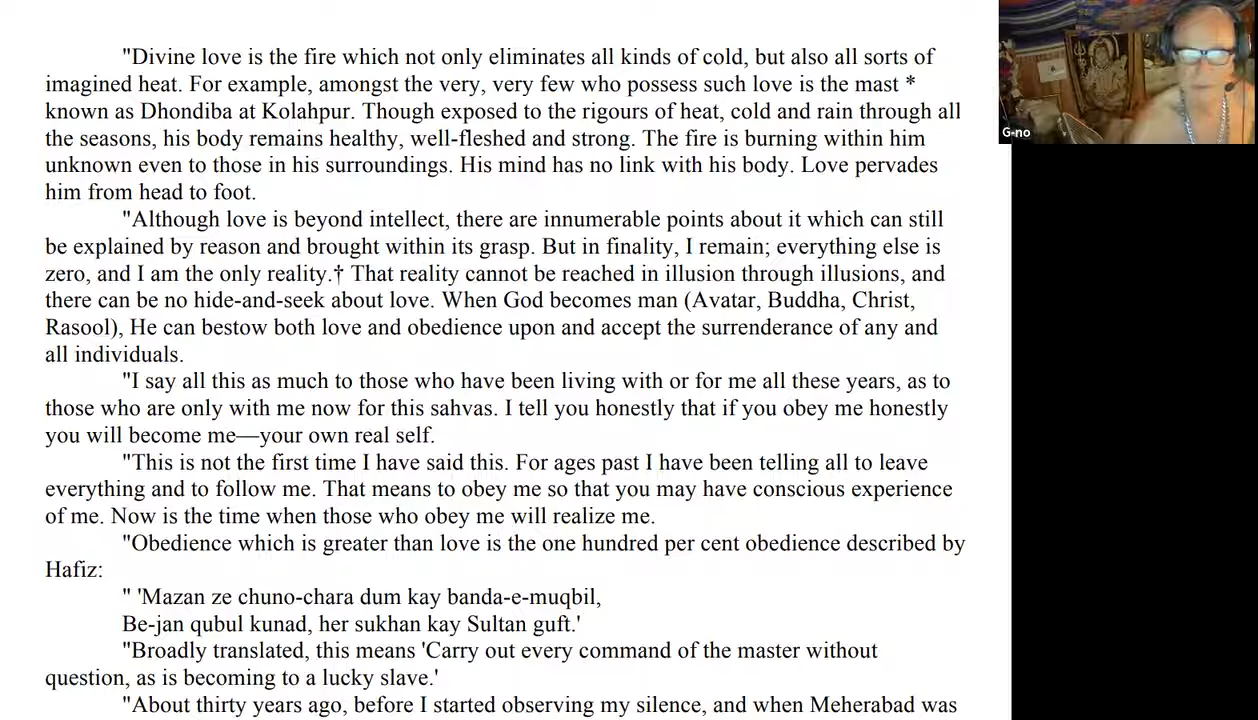 "Divine love is the fire which not only eliminates all kinds of cold, but also all sorts of
imagined heat. For example, amongst the very, very few who possess such love is the mast *
known as Dhondiba at Kolahpur. Though exposed to the rigours of heat, cold and rain through all
the seasons, his body remains healthy, well-fleshed and strong. The fire is burning within him
unknown even to those in his surroundings. His mind has no link with his body. Love pervades
him from head to foot.
"Although love is beyond intellect, there are innumerable points about it which can still
be explained by reason and brought within its grasp. But in finality, I remain; everything else is
zero, and I am the only reality.† That reality cannot be reached in illusion through illusions, and
there can be no hide-and-seek about love. When God becomes man (Avatar, Buddha, Christ,
Rasool), He can bestow both love and obedience upon and accept the surrenderance of any and
all individuals.
"I say all this as much to those who have been living with or for me all these years, as to
those who are only with me now for this sahvas. I tell you honestly that if you obey me honestly
you will become me—your own real self.
"This is not the first time I have said this. For ages past I have been telling all to leave
everything and to follow me. That means to obey me so that you may have conscious experience
of me. Now is the time when those who obey me will realize me.
"Obedience which is greater than love is the one hundred per cent obedience described by
Hafiz:
" 'Mazan ze chuno-chara dum kay banda-e-muqbil,
Be-jan qubul kunad, her sukhan kay Sultan guft.'
"Broadly translated, this means 'Carry out every command of the master without
question, as is becoming to a lucky slave.'
"About thirty years ago, before I started observing my silence, and when Meherabad was
G-no